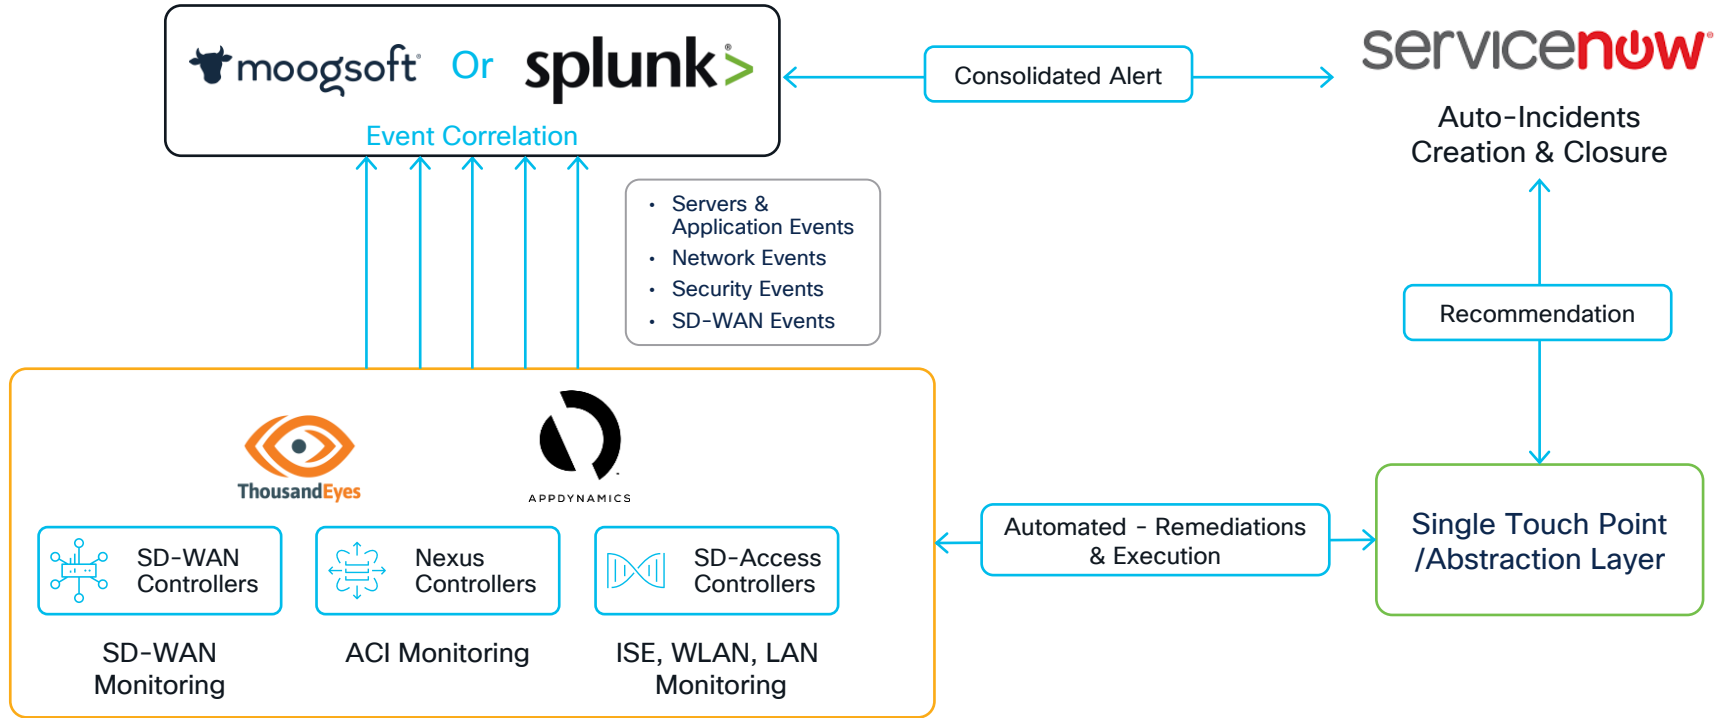 moogsoft Or splunk>
Event Correlation
Consolidated Alert
servicenow
Auto-Incidents
Creation & Closure
• Servers &
Application Events
• Network Events
• Security Events
• SD-WAN Events
Recommendation
ThousandEyes
APPDYNAMICS
SD-WAN
Controllers
Nexus
Controllers
SD-Access
Controllers
SD-WAN
Monitoring
ACI Monitoring
ISE, WLAN, LAN
Monitoring
Automated - Remediations
& Execution
Single Touch Point
/Abstraction Layer